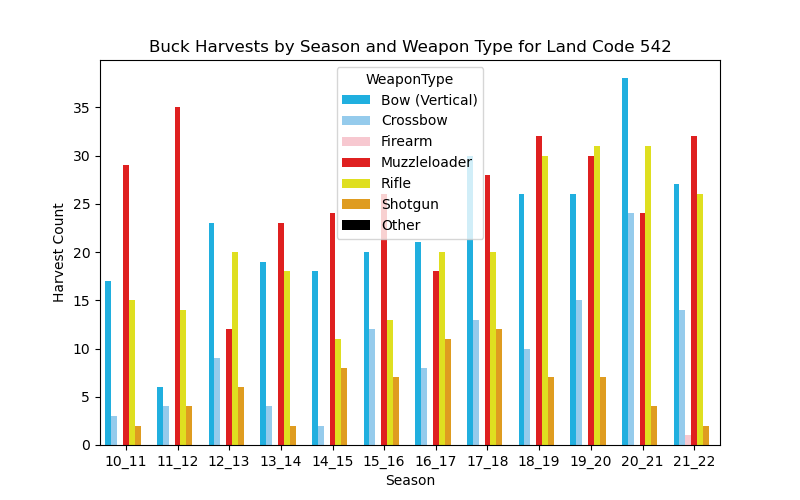 Buck Harvests by Season and Weapon Type for Land Code 542
WeaponType
Bow (Vertical)
Crossbow
Firearm
Muzzleloader
Rifle
Shotgun
Other
Harvest Count
35
30
25
20
15
10
5
0
10_11 11_12 12_13 13_14 14_15 15_16 16_17 17_18 18_19 19_20 20_21 21_22
Season